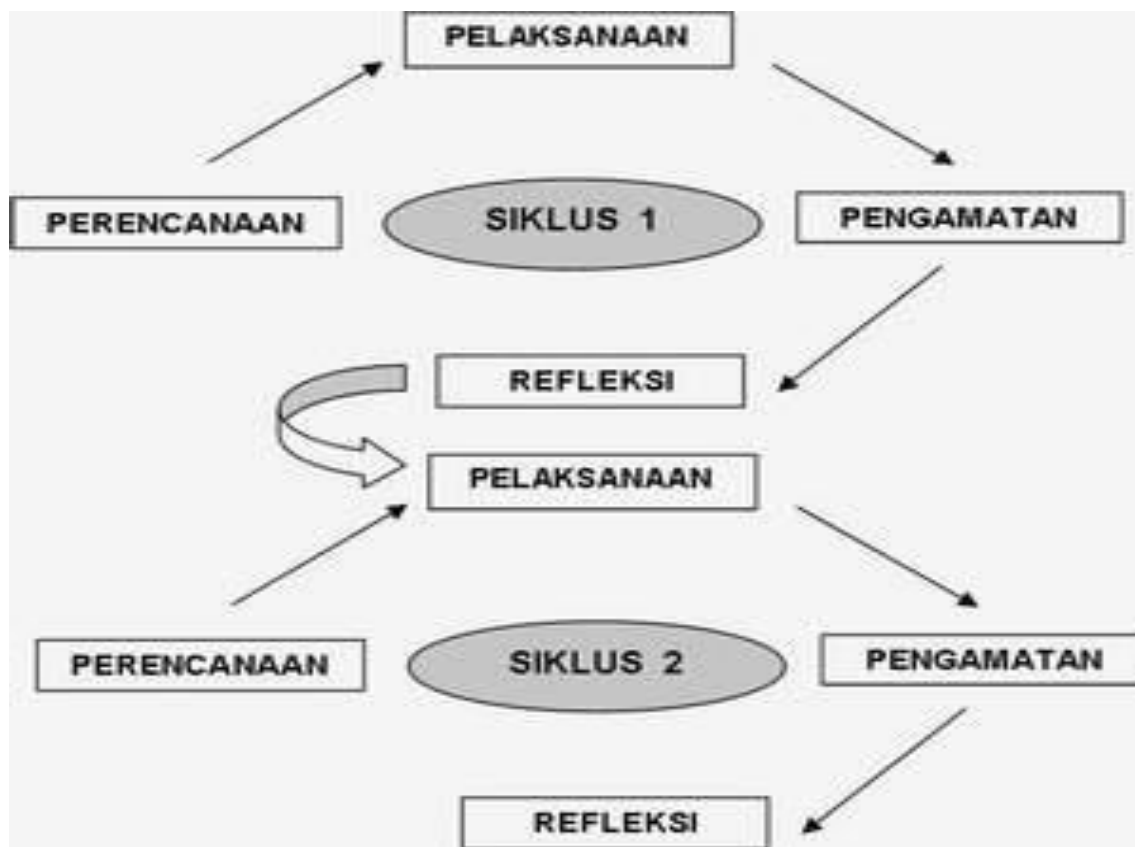 PELAKSANAAN
PERENCANAAN
SIKLUS 1
PENGAMATAN
REFLEKSI
PELAKSANAAN
PERENCANAAN
SIKLUS 2
PENGAMATAN
REFLEKSI